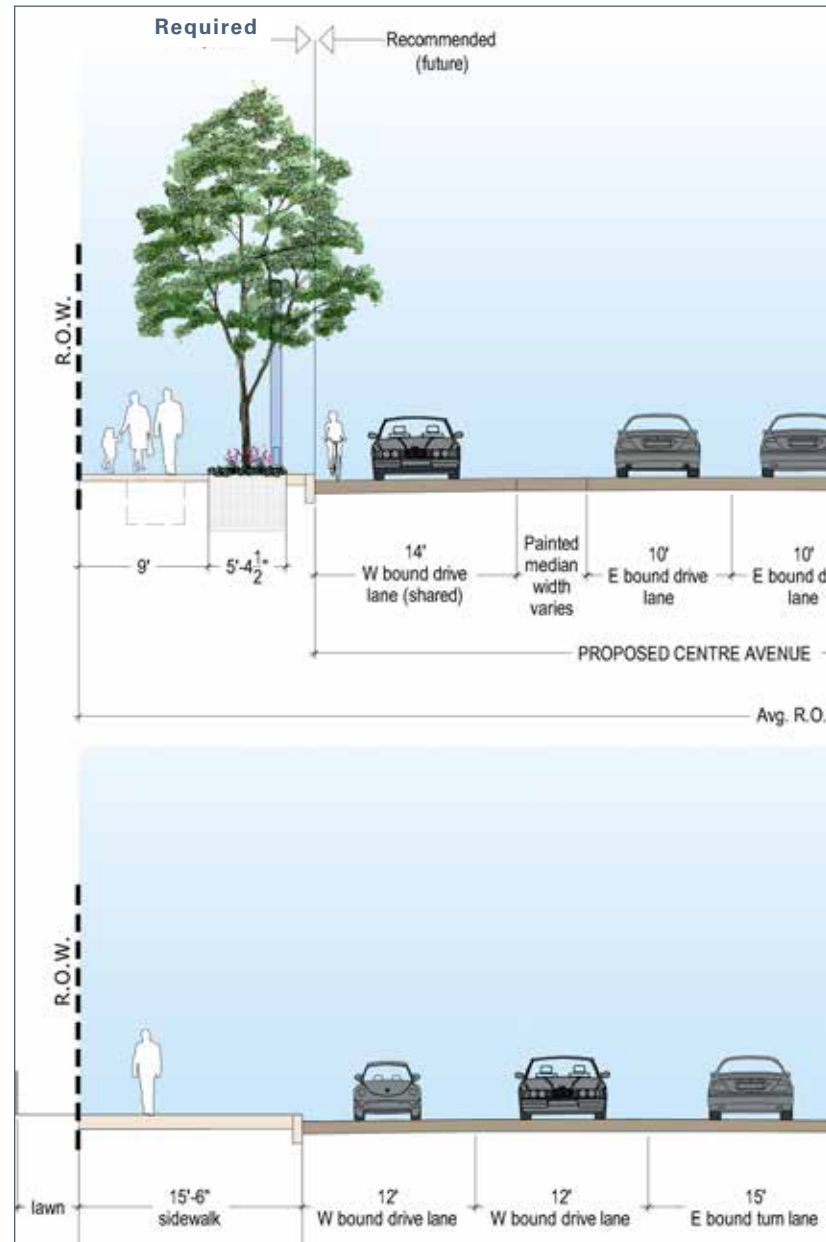 Required
Recommended
(future)
R.O.W.
9'
5'-4 1/2"
14'
W bound drive
lane (shared)
Painted
median
width
varies
10'
E bound drive
lane
10'
E bound d
lane
PROPOSED CENTRE AVENUE
Avg. R.O.
R.O.W.
lawn
15'-6"
sidewalk
12'
W bound drive lane
12'
W bound drive lane
15'
E bound turn lane